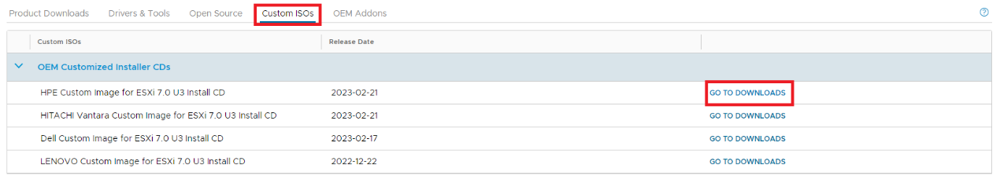 Product Downloads Drivers & Tools Open Source Custom ISOs OEM Addons ?
Custom ISOs Release Date
OEM Customized Installer CDs
HPE Custom Image for ESXi 7.0 U3 Install CD 2023-02-21 GO TO DOWNLOADS
HITACHI Vantara Custom Image for ESXi 7.0 U3 Install CD 2023-02-21 GO TO DOWNLOADS
Dell Custom Image for ESXi 7.0 U3 Install CD 2023-02-17 GO TO DOWNLOADS
LENOVO Custom Image for ESXi 7.0 U3 Install CD 2022-12-22 GO TO DOWNLOADS